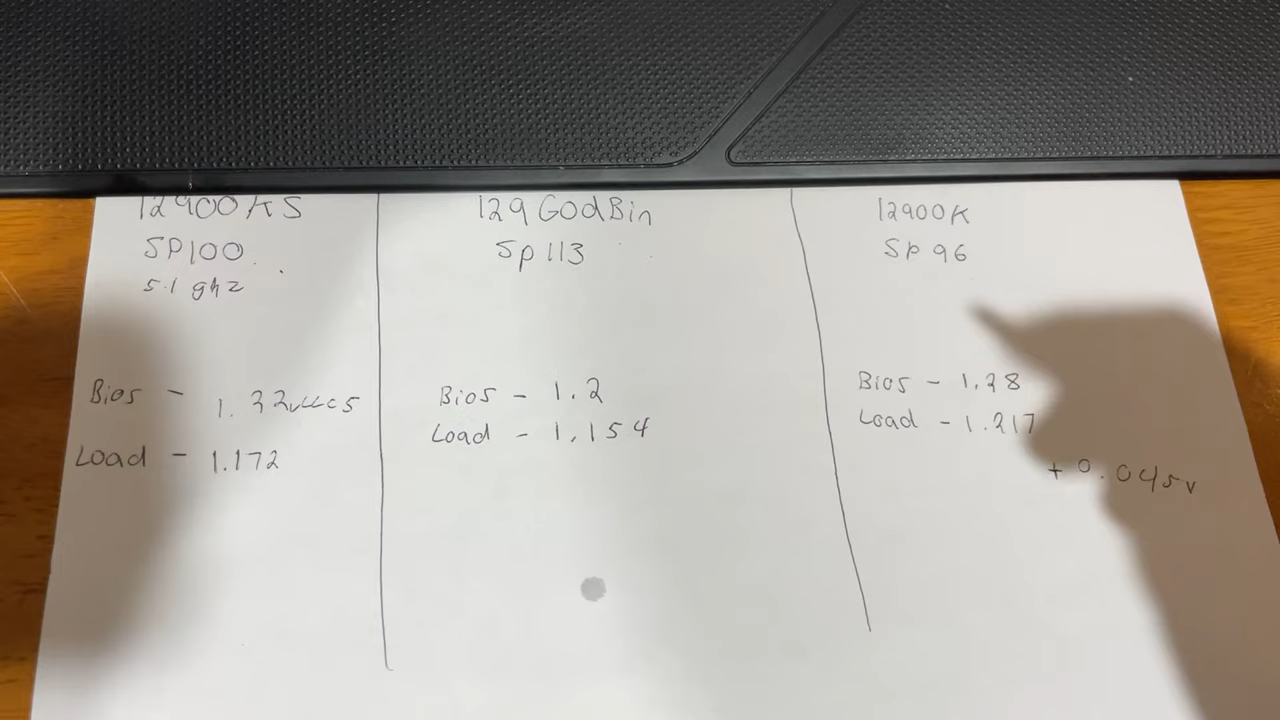 12900KS
SP100
5.1 ghz
Bios - 1.22
Load - 1.172
129 GodBin
Sp 113
Bios - 1.2
Load - 1.154
12900K
SP 96
Bios - 1.28
Load - 1.217
+ 0.045v